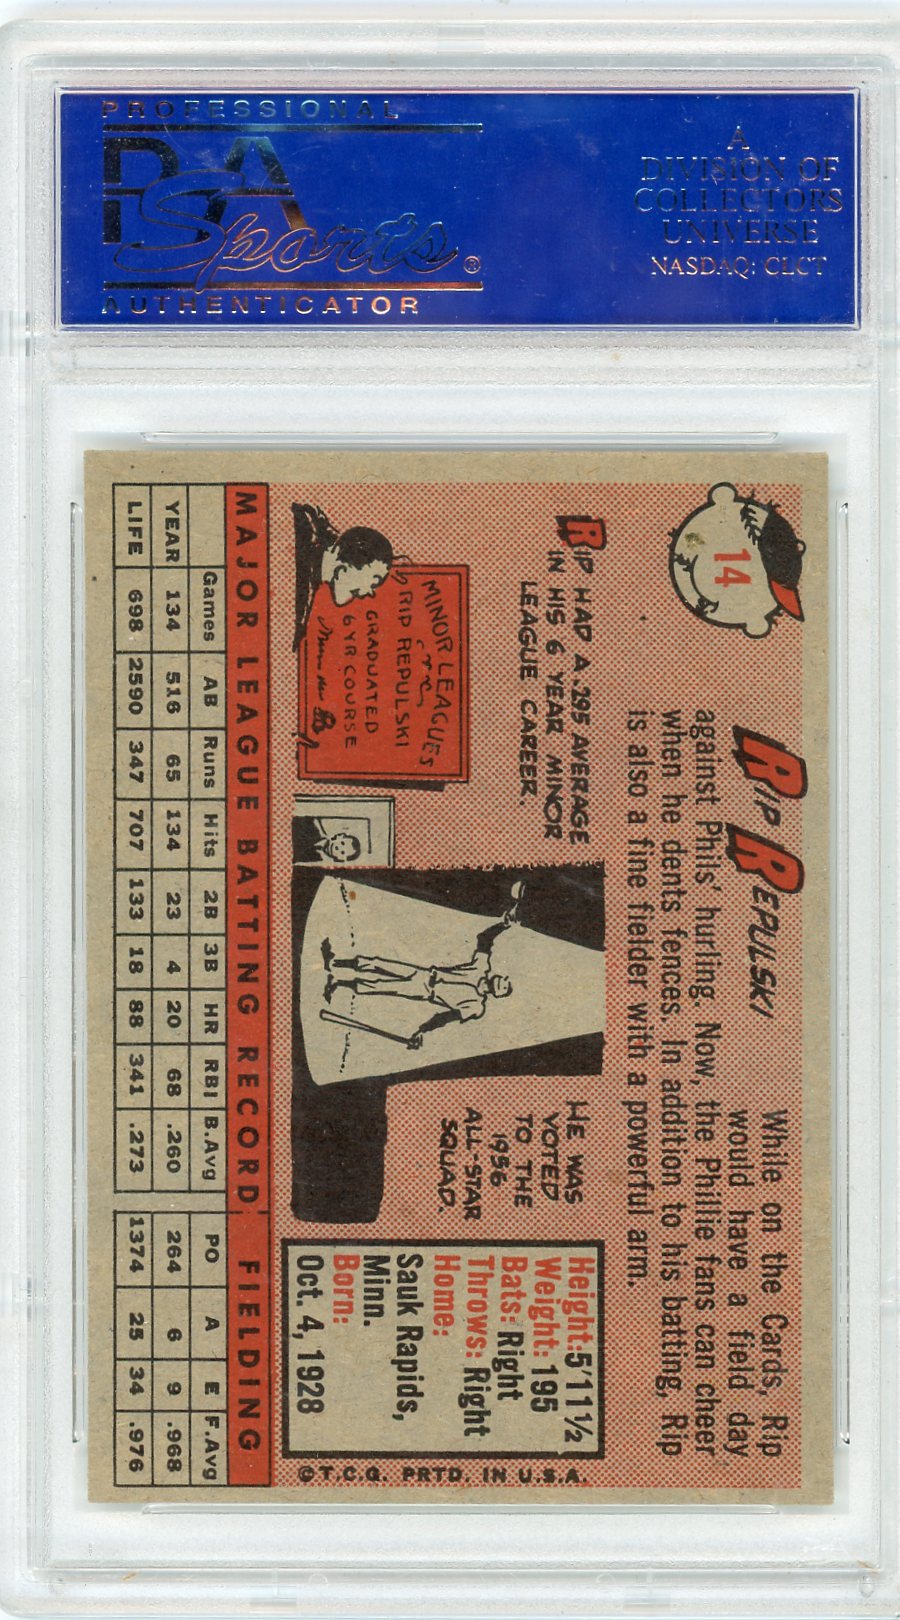 PROFESSIONAL
PSA
Sports®
AUTHENTICATOR
A
DIVISION OF
COLLECTORS
UNIVERSE
NASDAQ: CLCT
14
RIP REPULSKI
While on the Cards, Rip
would have a field day
against Phils' hurling. Now, the Phillie fans can cheer
when he dents fences. In addition to his batting, Rip
is also a fine fielder with a powerful arm.
RIP HAD A .295 AVERAGE
IN HIS 6 YEAR MINOR
LEAGUE CAREER.
MINOR LEAGUES
RIP REPULSKI
GRADUATED
6 YR COURSE
HE WAS
VOTED
TO THE
1956
ALL-STAR
SQUAD.
Height: 5'11½
Weight: 195
Bats: Right
Throws: Right
Home:
Sauk Rapids,
Minn.
Born:
Oct. 4, 1928
©T.C.G. PRTD. IN U.S.A.
MAJOR LEAGUE BATTING RECORD FIELDING
Games AB Runs Hits 2B 3B HR RBI B.Avg PO A E F.Avg
YEAR 134 516 65 134 23 4 20 68 .260 264 6 9 .968
LIFE 698 2590 347 707 133 18 88 341 .273 1374 25 34 .976